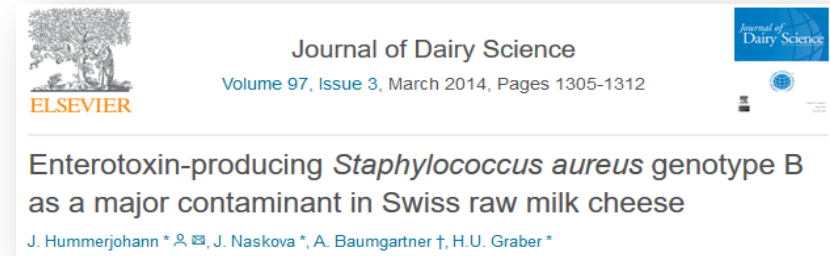 Journal of Dairy Science
Volume 97, Issue 3, March 2014, Pages 1305-1312
Journal of
Dairy Science
ELSEVIER
Enterotoxin-producing Staphylococcus aureus genotype B
as a major contaminant in Swiss raw milk cheese
J. Hummerjohann * , J. Naskova *, A. Baumgartner †, H.U. Graber *